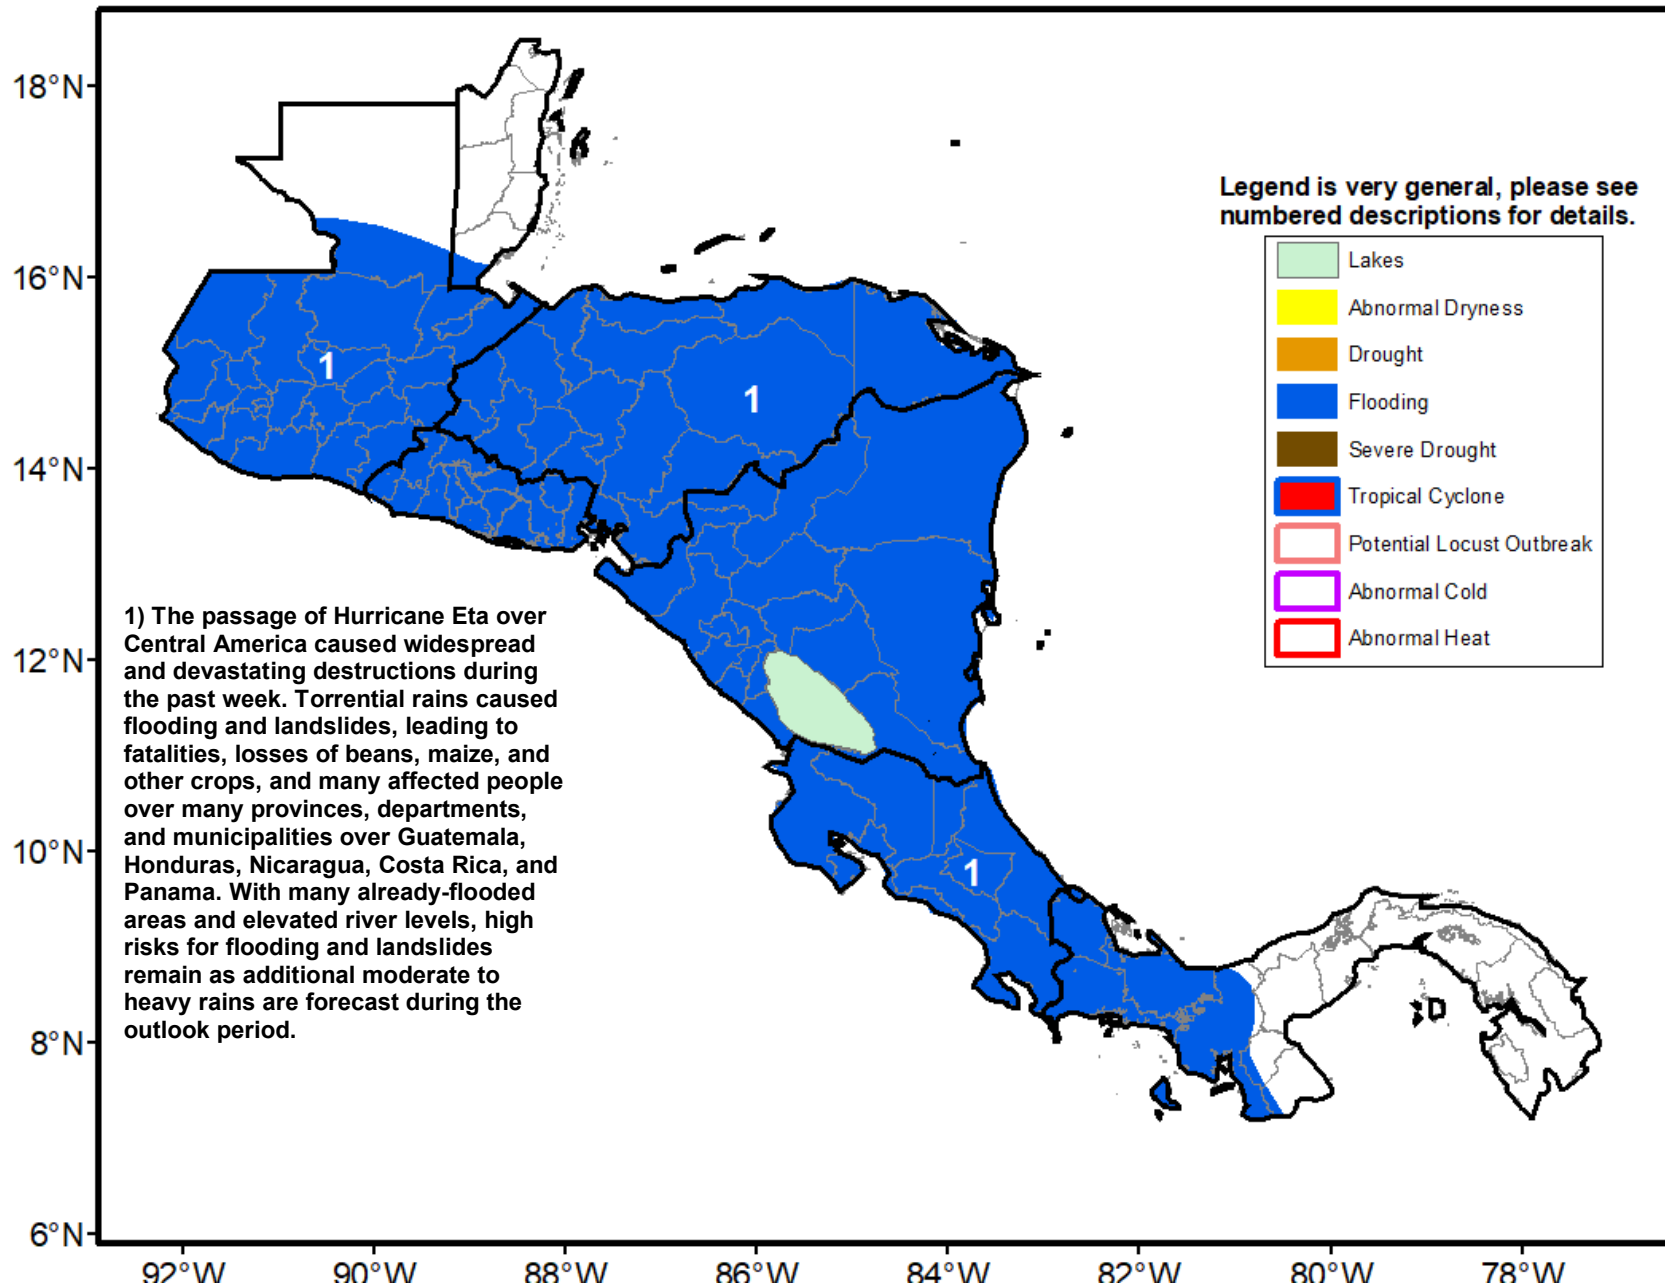 18°N
16°N
14°N
12°N
10°N
8°N
6°N
92°W
90°W
88°W
86°W
84°W
82°W
80°W
78°W
Legend is very general, please see
numbered descriptions for details.
Lakes
Abnormal Dryness
Drought
Flooding
Severe Drought
Tropical Cyclone
Potential Locust Outbreak
Abnormal Cold
Abnormal Heat
1
1
1
1) The passage of Hurricane Eta over
Central America caused widespread
and devastating destructions during
the past week. Torrential rains caused
flooding and landslides, leading to
fatalities, losses of beans, maize, and
other crops, and many affected people
over many provinces, departments,
and municipalities over Guatemala,
Honduras, Nicaragua, Costa Rica, and
Panama. With many already-flooded
areas and elevated river levels, high
risks for flooding and landslides
remain as additional moderate to
heavy rains are forecast during the
outlook period.